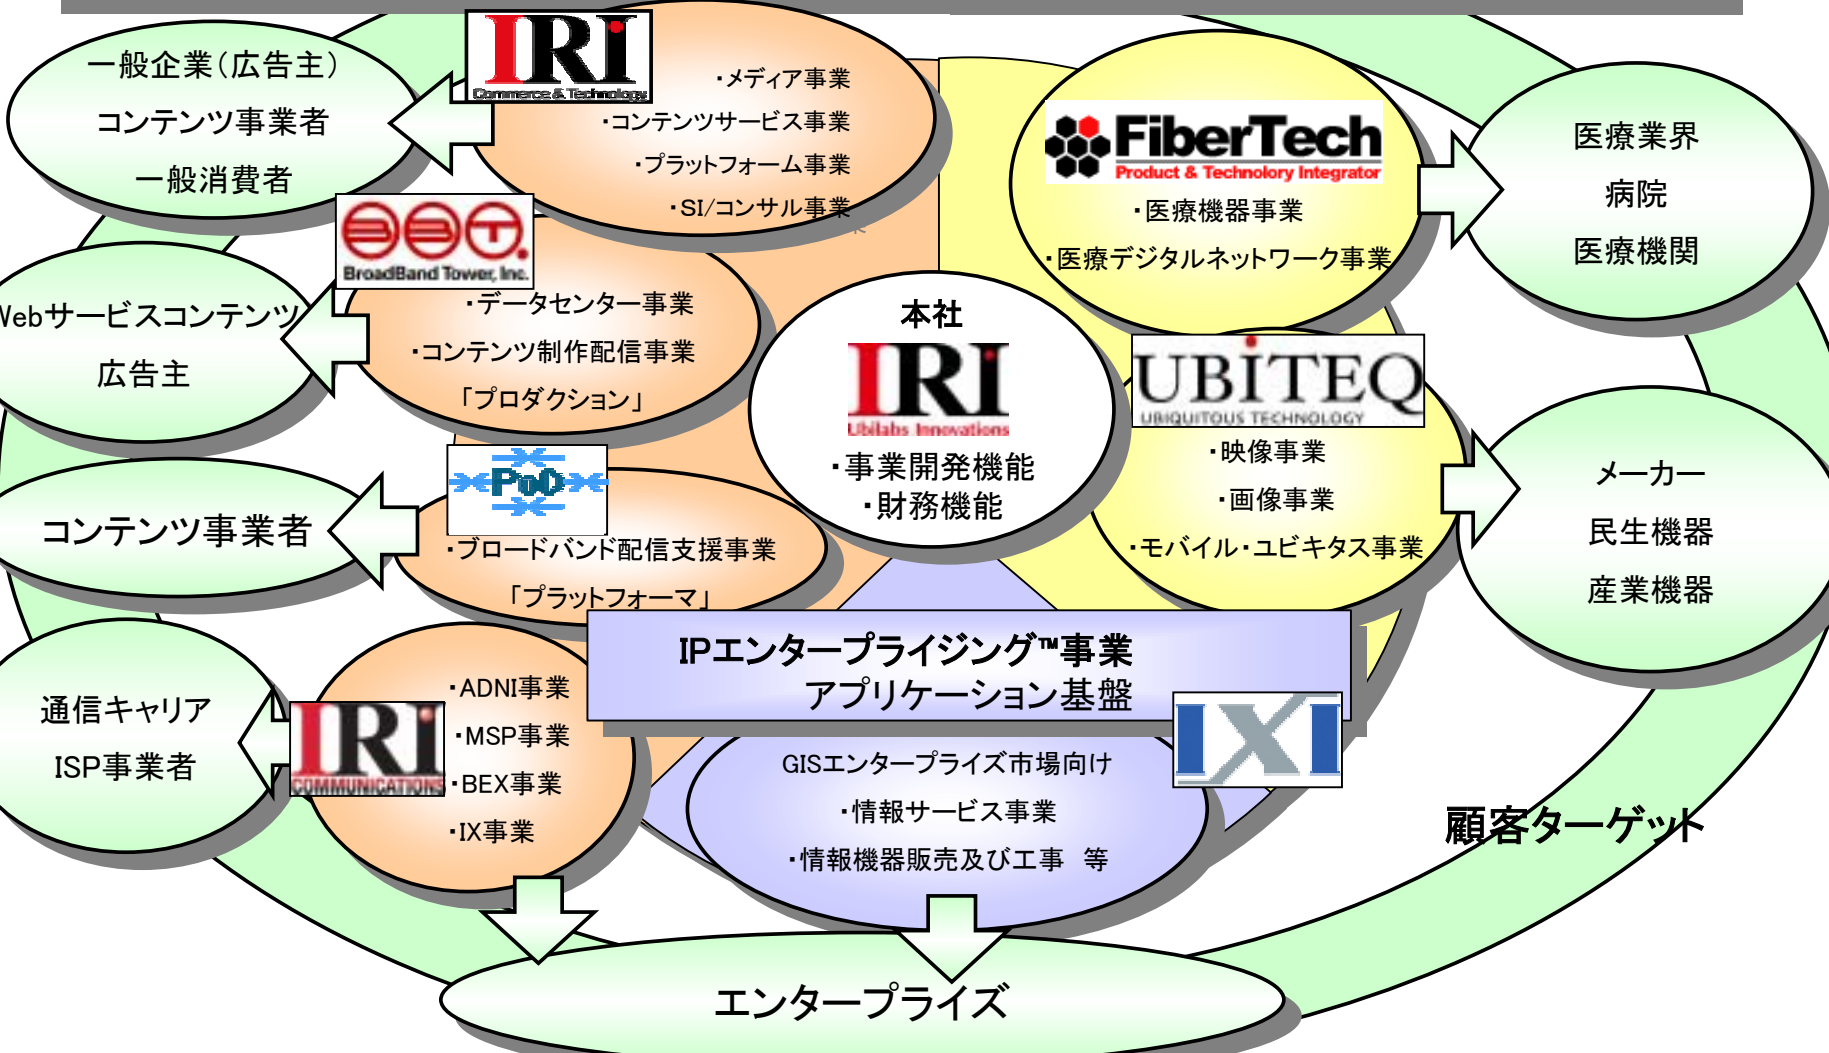 一般企業（広告主）
コンテンツ事業者
一般消費者
IRI
Commerce & Technology
・メディア事業
・コンテンツサービス事業
・プラットフォーム事業
・SI/コンサル事業
FiberTech
Product & Technolory Integrator
・医療機器事業
・医療デジタルネットワーク事業
医療業界
病院
医療機関
BBT.
BroadBand Tower, Inc.
・データセンター事業
・コンテンツ制作配信事業
「プロダクション」
Webサービスコンテンツ
広告主
本社
IRI
Ubilabs Innovations
・事業開発機能
・財務機能
UBiTEQ
UBIQUITOUS TECHNOLOGY
・映像事業
・画像事業
・モバイル・ユビキタス事業
メーカー
民生機器
産業機器
コンテンツ事業者
PoD
・ブロードバンド配信支援事業
「プラットフォーマ」
IPエンタープライジング™事業
アプリケーション基盤
通信キャリア
ISP事業者
IRI
COMMUNICATIONS
・ADNI事業
・MSP事業
・BEX事業
・IX事業
IXI
GISエンタープライズ市場向け
・情報サービス事業
・情報機器販売及び工事　等
顧客ターゲット
エンタープライズ